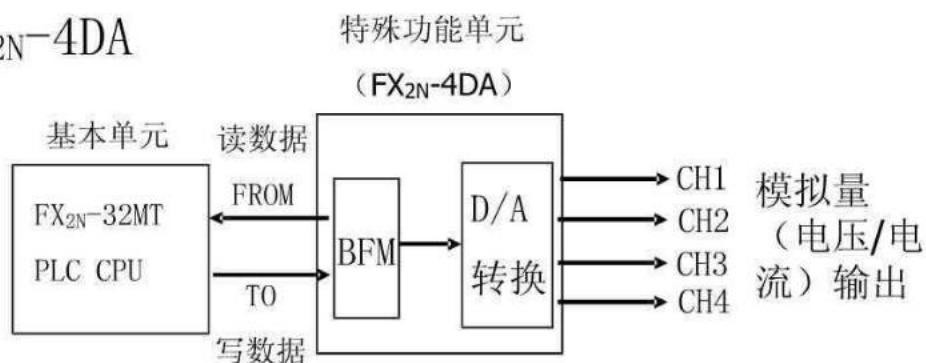 2N-4DA
特殊功能单元
（FX2N-4DA）
基本单元
读数据
FX2N-32MT
PLC CPU
FROM
TO
写数据
BFM
D/A
转换
CH1
CH2
CH3
CH4
模拟量
（电压/电
流）输出